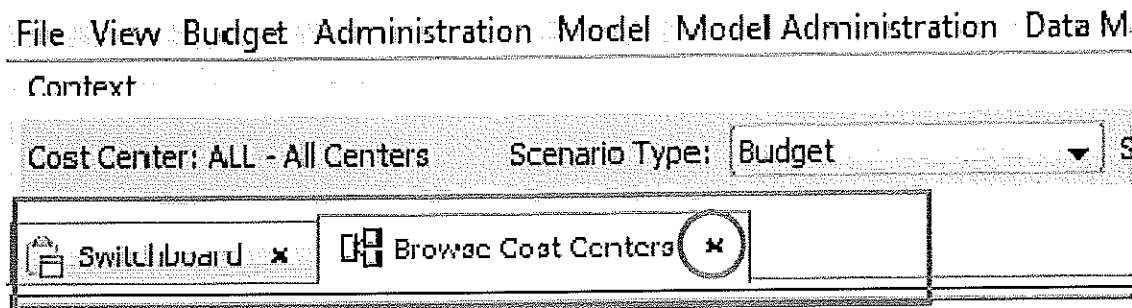 File View Budget Administration Model Model Administration Data M
Context
Cost Center: ALL - All Centers Scenario Type: Budget S
Switchboard x Browse Cost Centers x